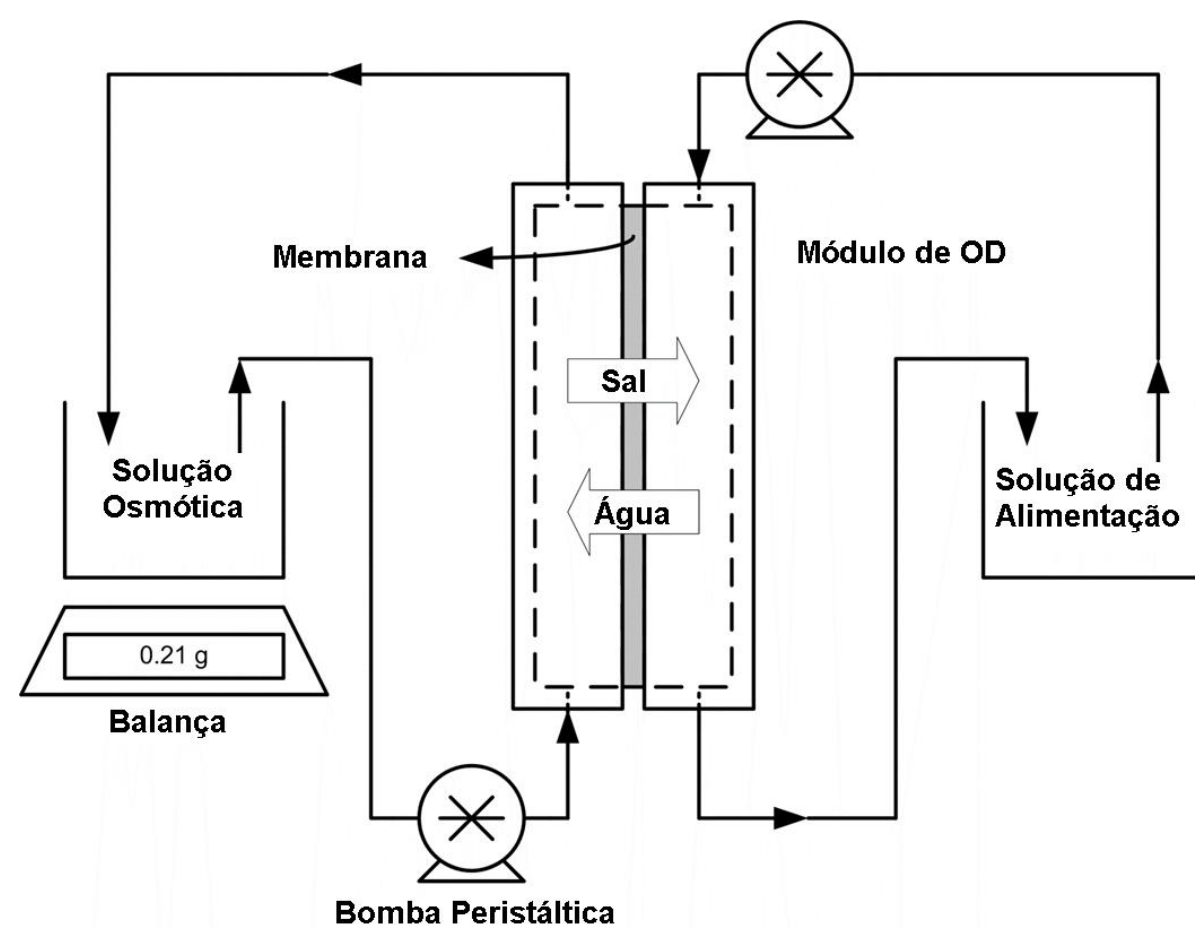 Membrana
Módulo de OD
Sal
Solução
Osmótica
Água
Solução de
Alimentação
0.21 g
Balança
Bomba Peristáltica